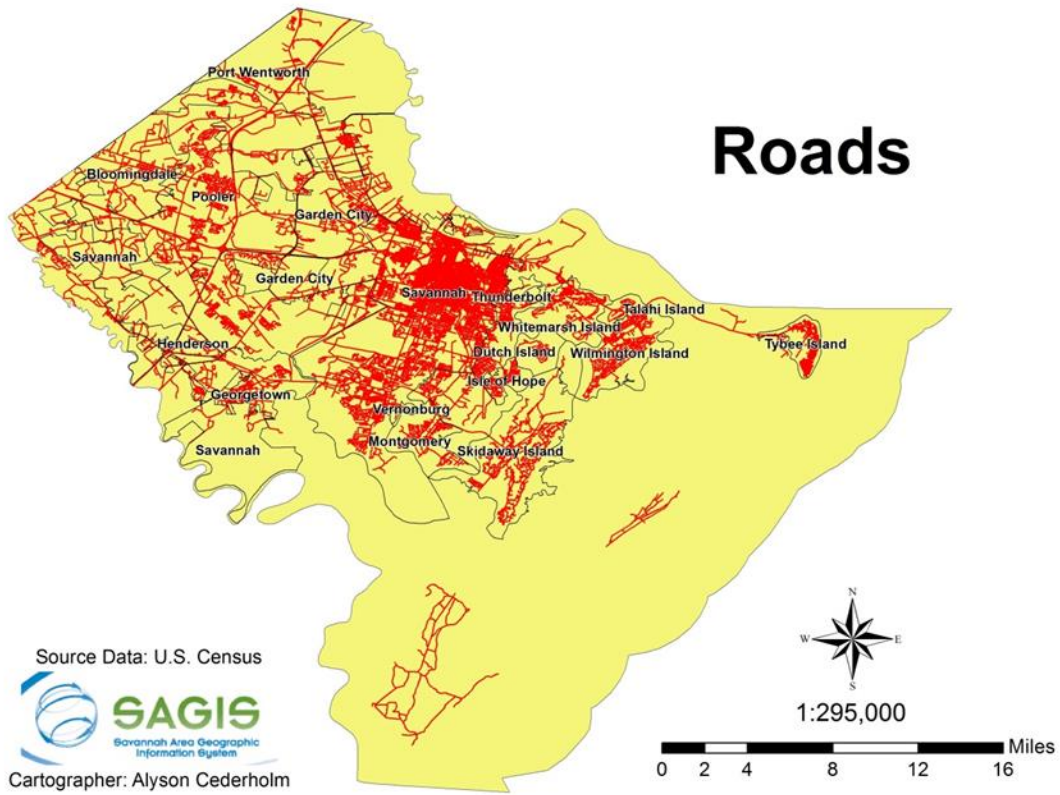 Roads
Port Wentworth
Bloomingdale
Pooler
Garden City
Savannah
Garden City
Savannah
Thunderbolt
Talahi Island
Whitemarsh Island
Tybee Island
Henderson
Dutch Island
Wilmington Island
Isle of Hope
Georgetown
Vernonburg
Montgomery
Savannah
Skidaway Island
N
W
E
S
1:295,000
Miles
0 2 4 8 12 16
Source Data: U.S. Census
SAGIS
Savannah Area Geographic
Information System
Cartographer: Alyson Cederholm